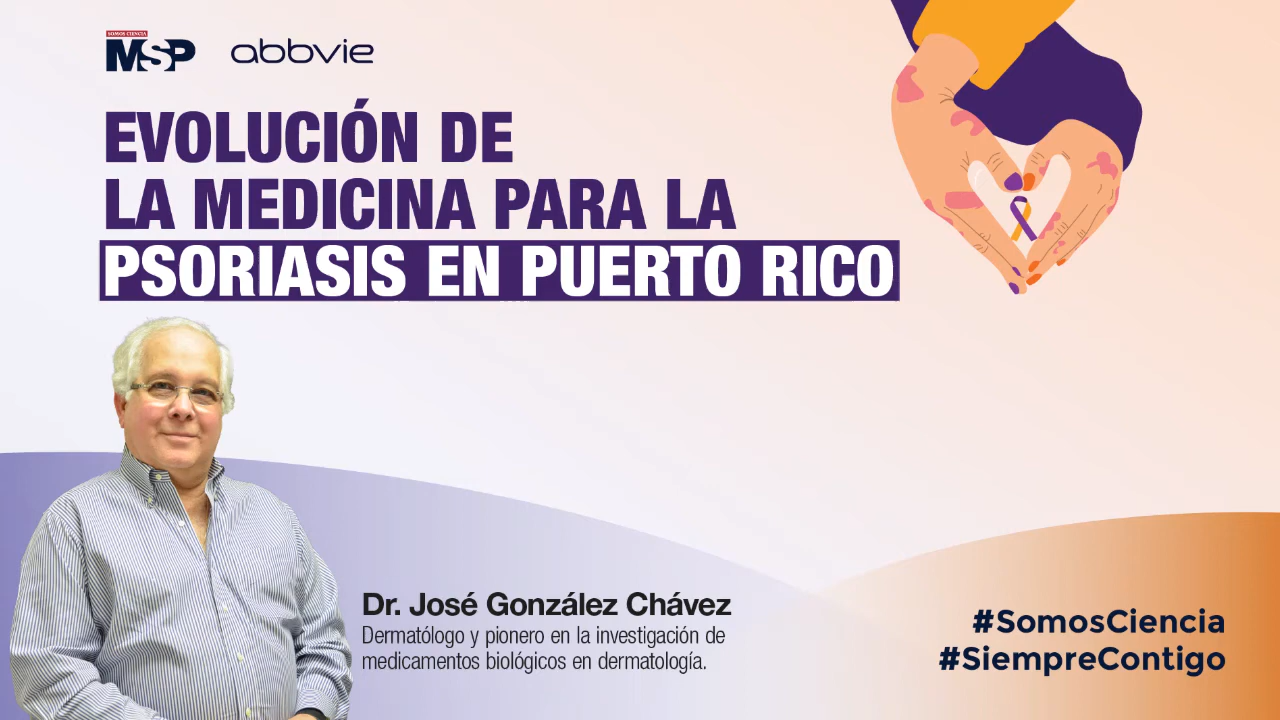 SOMOS CIENCIA
MSP
abbvie
EVOLUCIÓN DE
LA MEDICINA PARA LA
PSORIASIS EN PUERTO RICO
Dr. José González Chávez
Dermatólogo y pionero en la investigación de
medicamentos biológicos en dermatología.
#SomosCiencia
#SiempreContigo